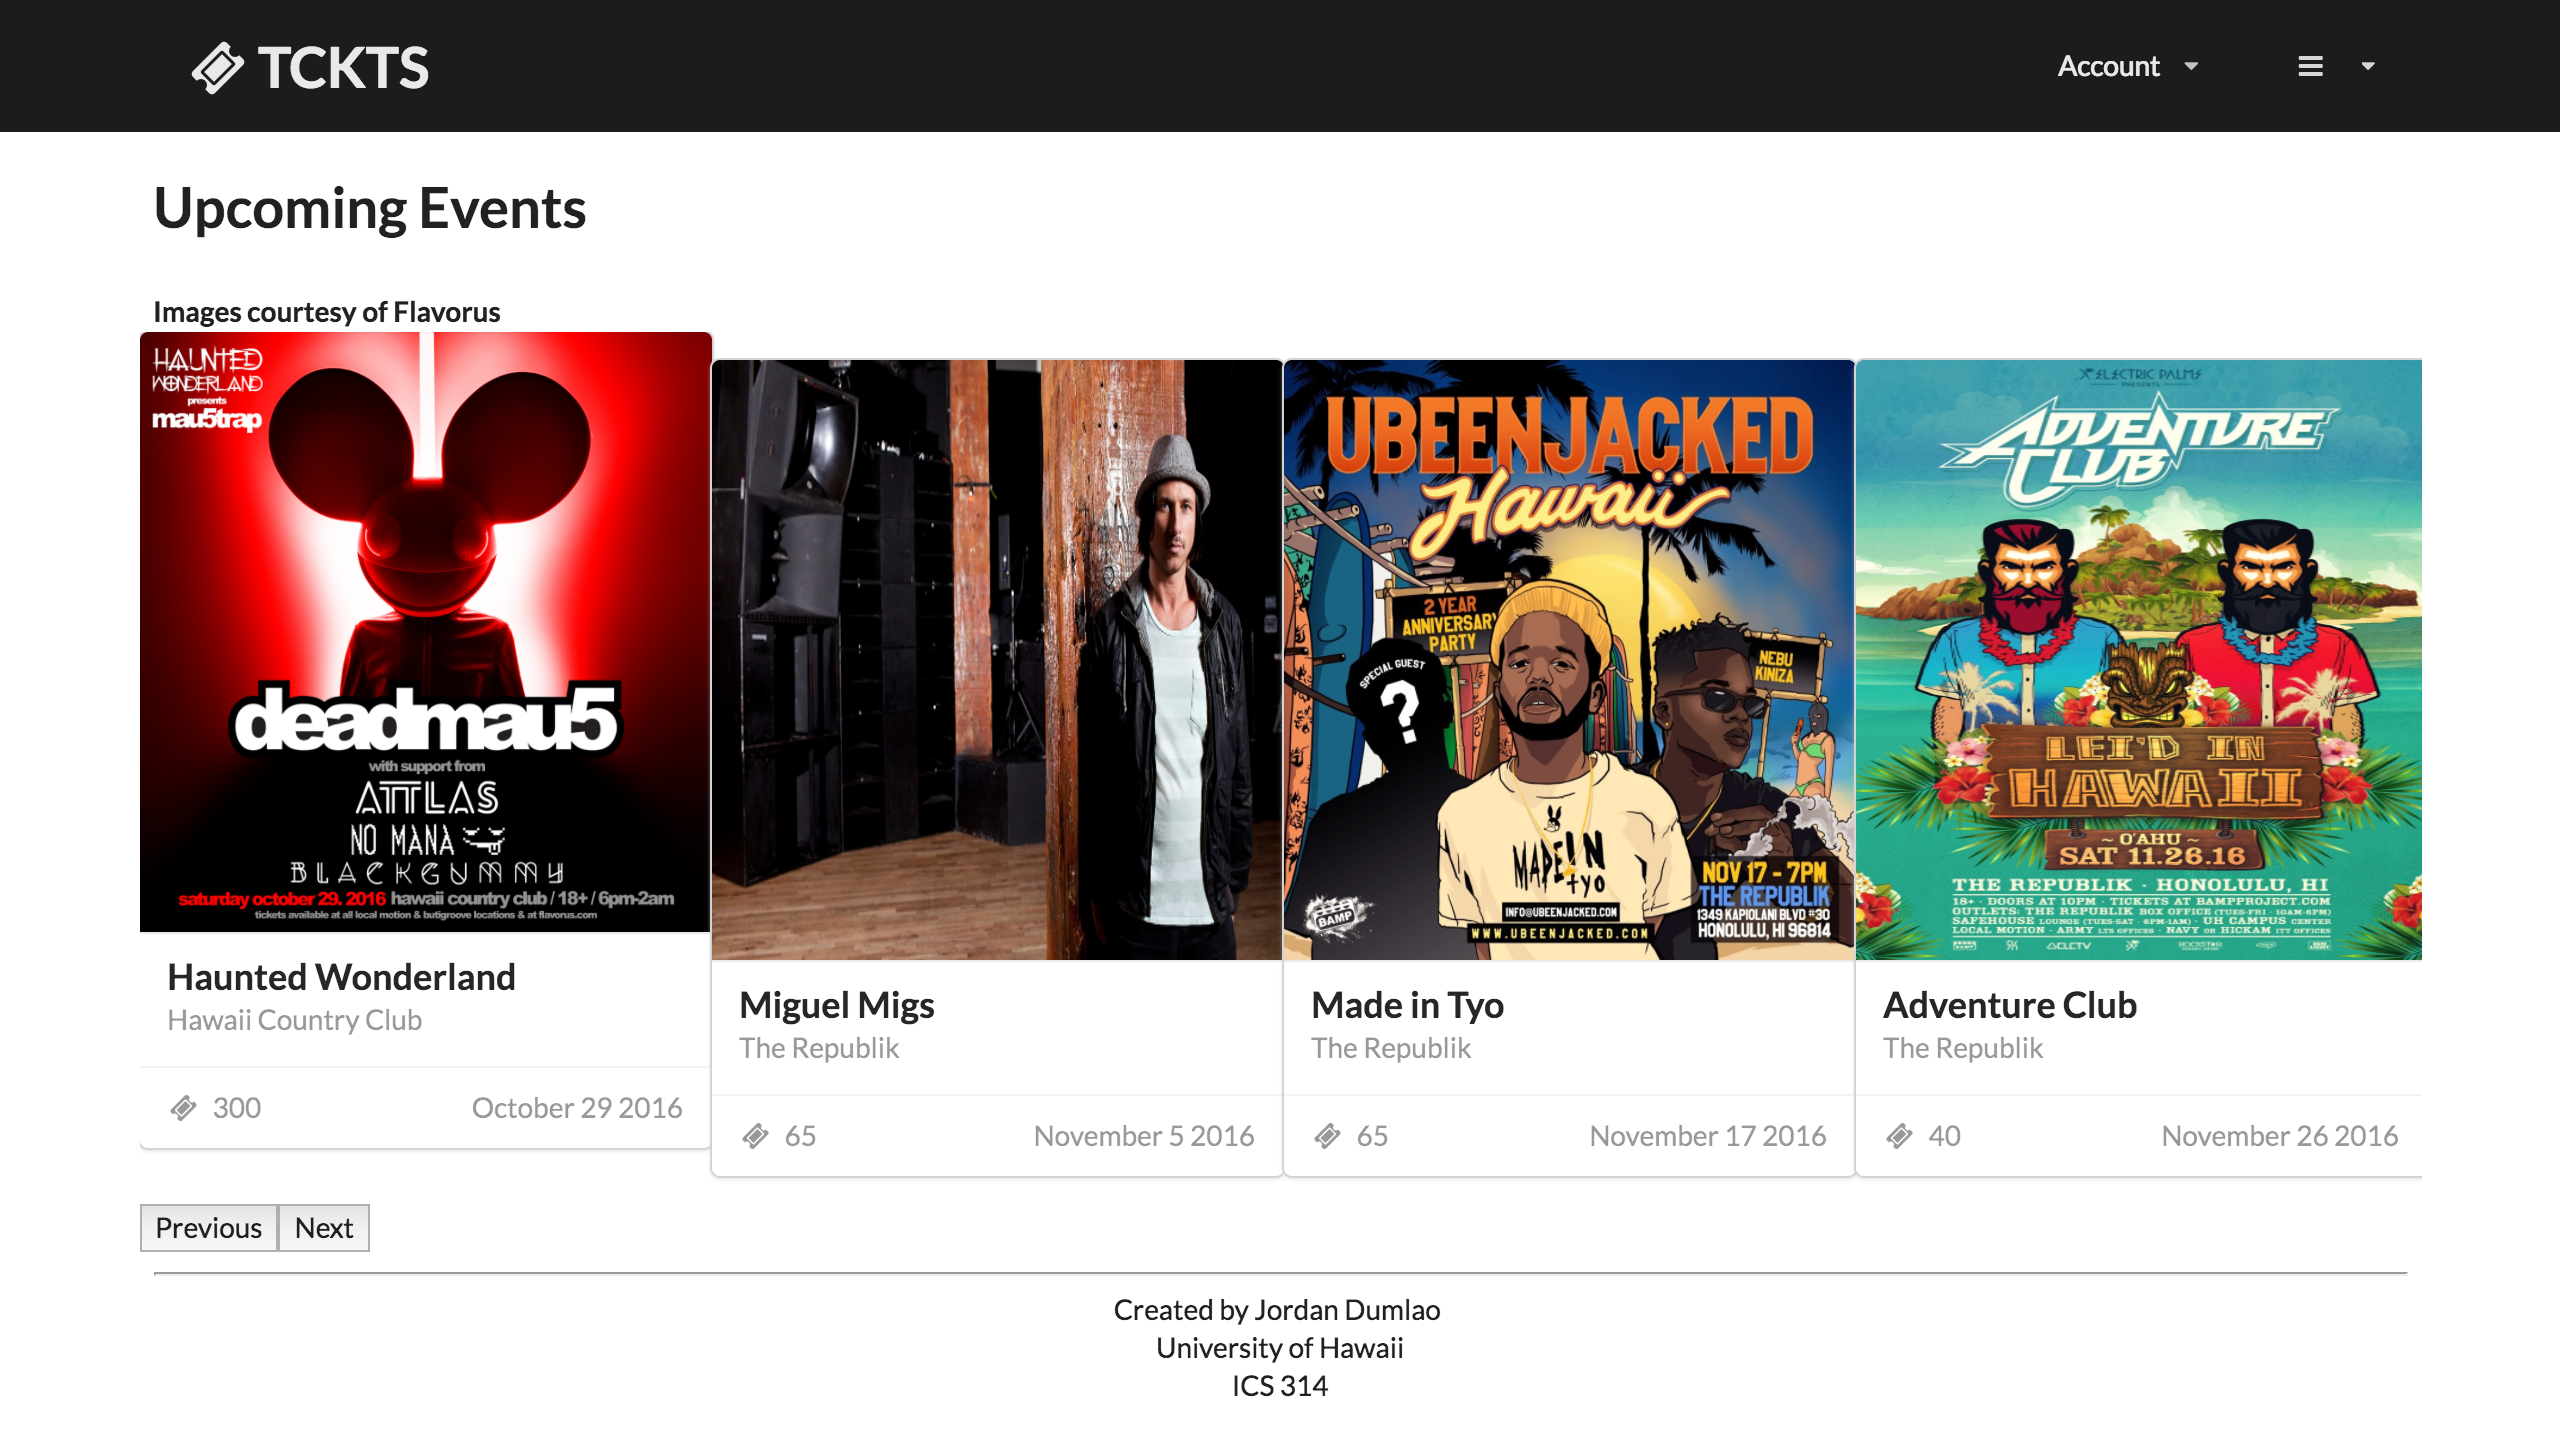 TCKTS
Account
Upcoming Events
Images courtesy of Flavorus
HAUNTED
WONDERLAND
presents
mau5trap
deadmau5
with support from
ATTLAS
NO MANA
BLACKGUMMY
saturday october 29. 2016 hawaii country club / 18+ / 6pm-2am
tickets available at all local motion & butigroove locations & at flavorus.com
Haunted Wonderland
Hawaii Country Club
300
October 29 2016
Miguel Migs
The Republik
65
November 5 2016
UBEENJACKED
Hawaii
2 YEAR
ANNIVERSARY
PARTY
SPECIAL GUEST
?
NEBU
KINIZA
MADE IN
TYO
INFO@UBEENJACKED.COM
WWW.UBEENJACKED.COM
BAMP
NOV 17 - 7PM
THE REPUBLIK
1349 KAPIOLANI BLVD #30
HONOLULU, HI 96814
Made in Tyo
The Republik
65
November 17 2016
ELECTRIC PALMS
PRESENTS
ADVENTURE
CLUB
LEI'D IN
HAWAII
~ O'AHU ~
SAT 11.26.16
THE REPUBLIK · HONOLULU, HI
18+ · DOORS AT 10PM · TICKETS AT BAMPPROJECT.COM
OUTLETS: THE REPUBLIK BOX OFFICE (TUES-FRI · 10AM-6PM)
SAFEHOUSE LOUNGE (TUES-SAT · 6PM-1AM) · UH CAMPUS CENTER
LOCAL MOTION · ARMY LTS OFFICES · NAVY OR HICKAM ITT OFFICES
Adventure Club
The Republik
40
November 26 2016
Previous
Next
Created by Jordan Dumlao
University of Hawaii
ICS 314